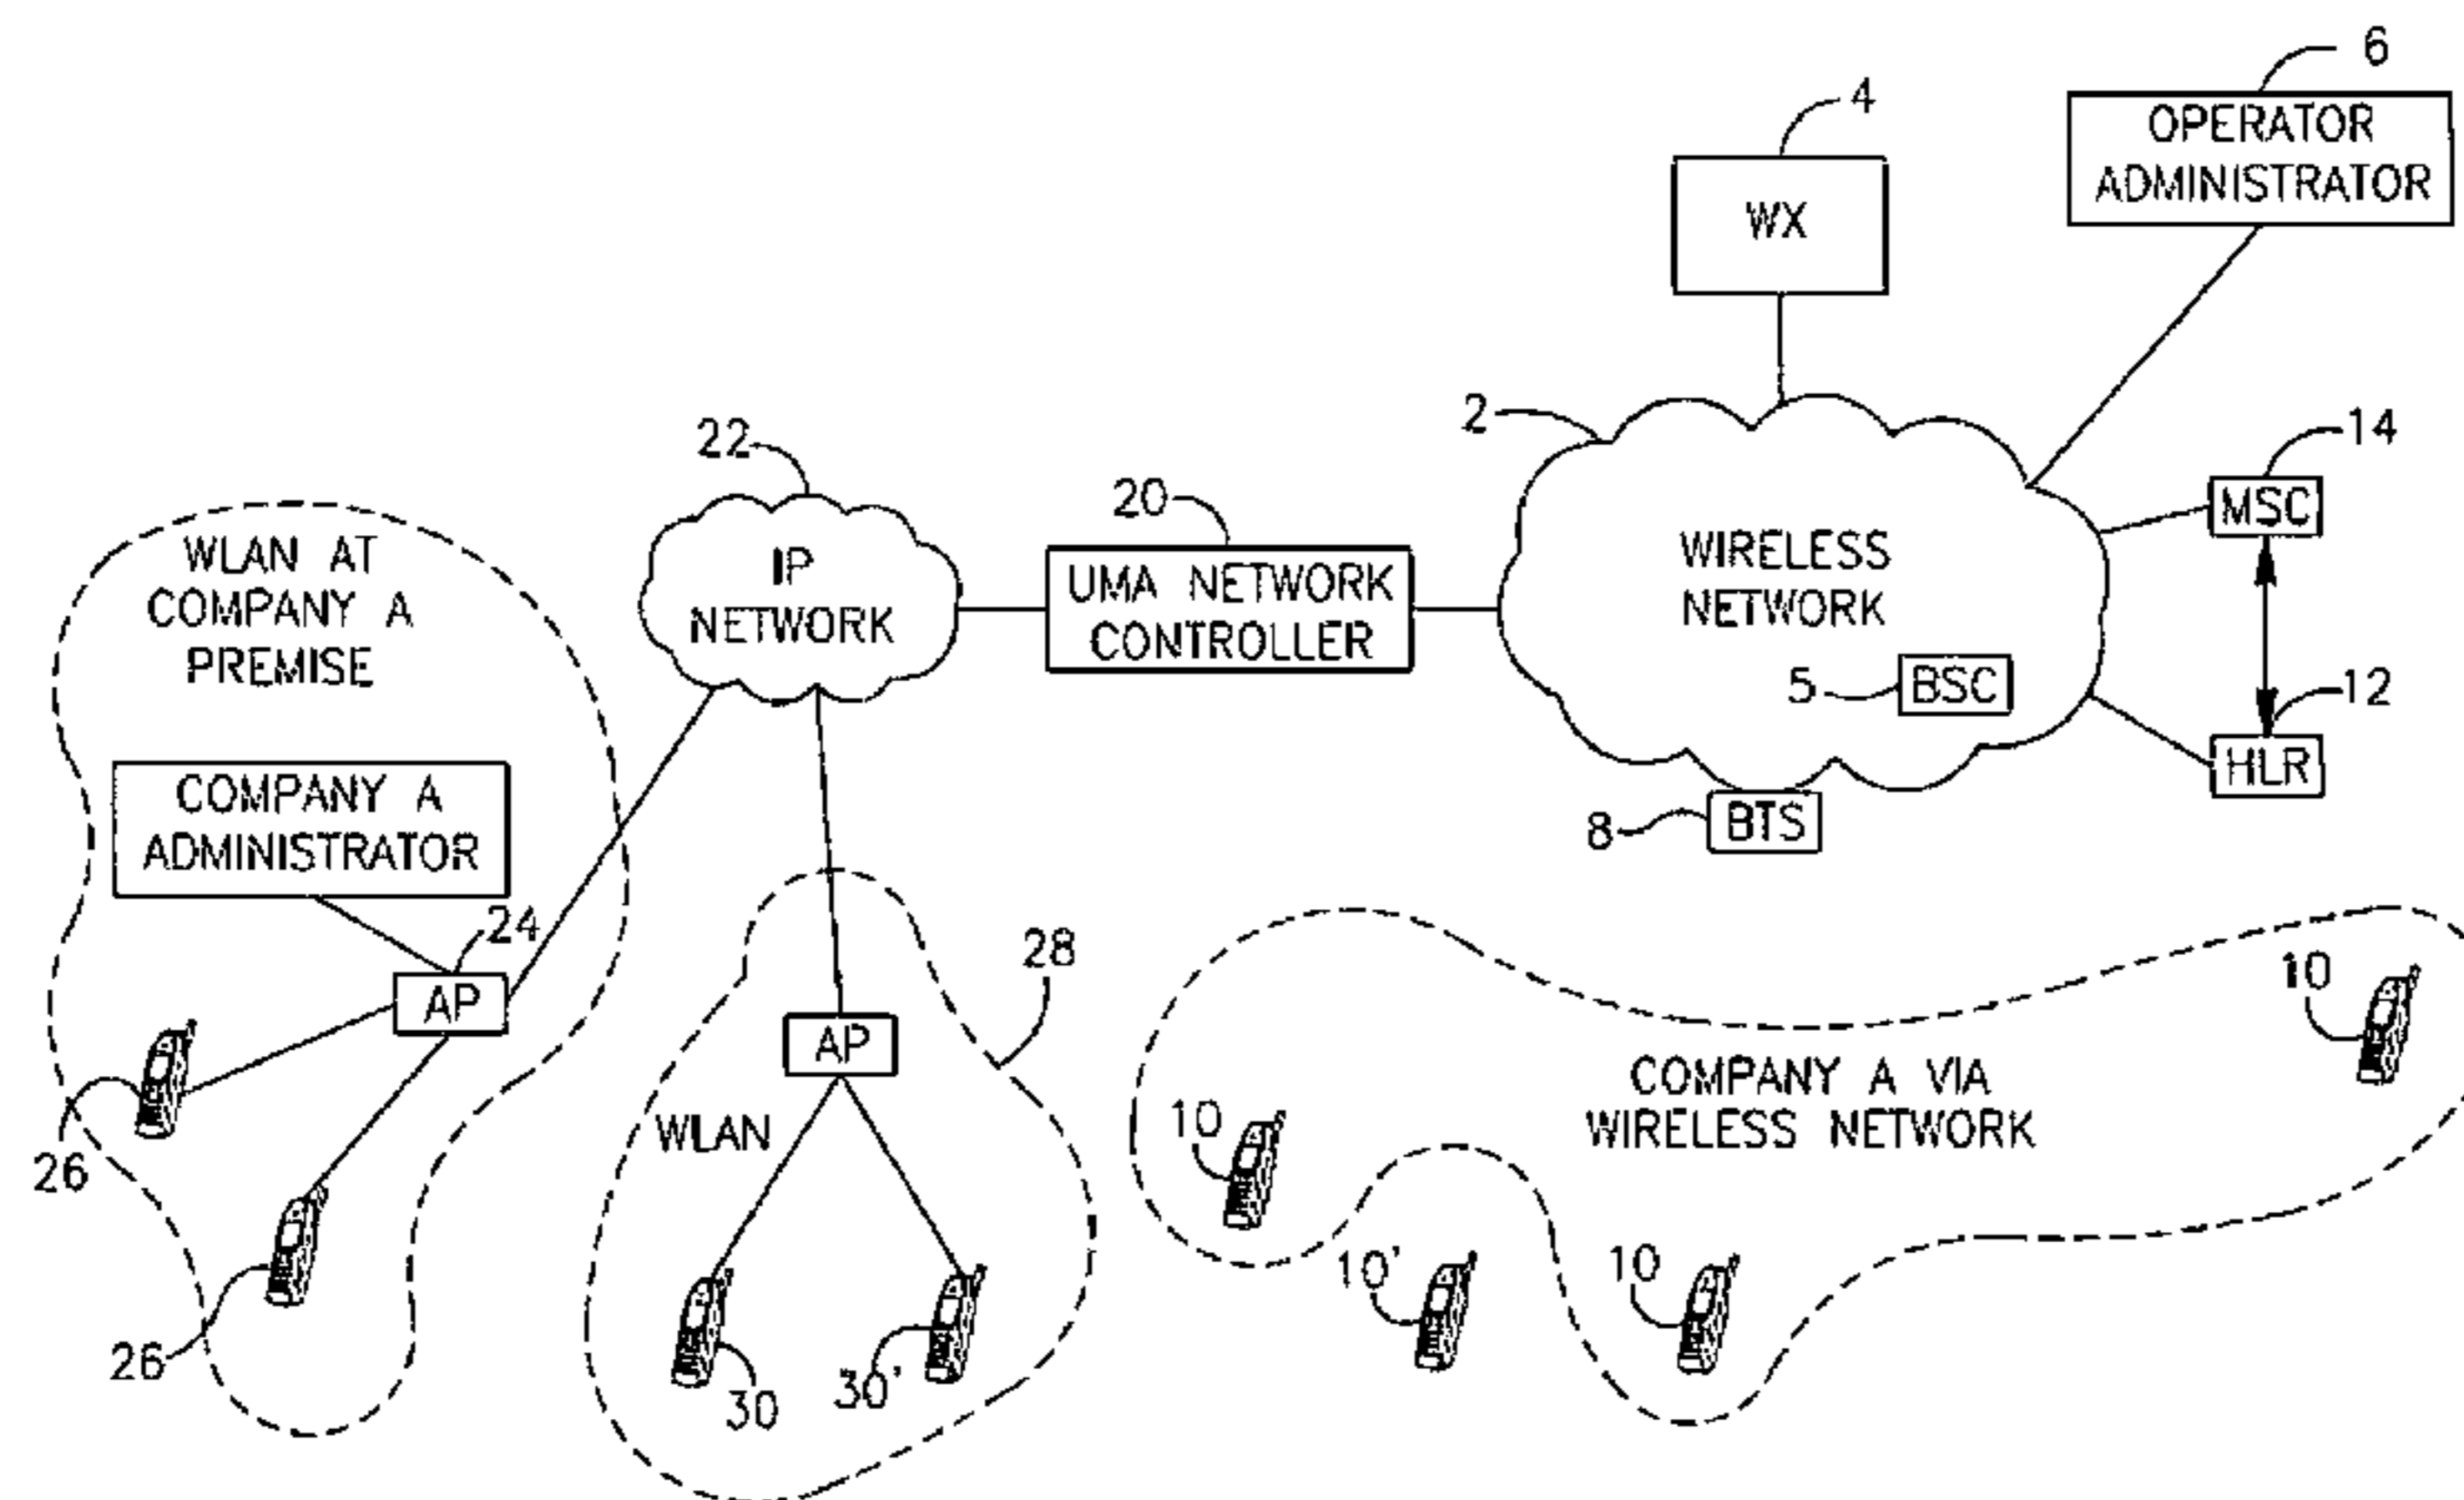 6
4
OPERATOR
ADMINISTRATOR
WX
2
14
22
20
MSC
WLAN AT
COMPANY A
PREMISE
IP
NETWORK
UMA NETWORK
CONTROLLER
WIRELESS
NETWORK
5
BSC
12
HLR
COMPANY A
ADMINISTRATOR
8
BTS
24
28
AP
10
AP
COMPANY A VIA
WIRELESS NETWORK
WLAN
10
26
10'
10
26
30
30'